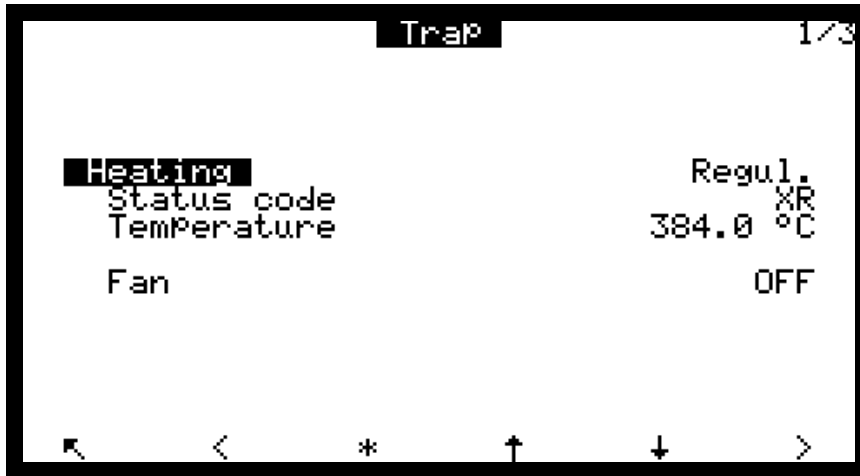 Trap 1/3
Heating Regul.
Status code XR
Temperature 384.0 °C
Fan OFF
↖ < * ↑ ↓ >